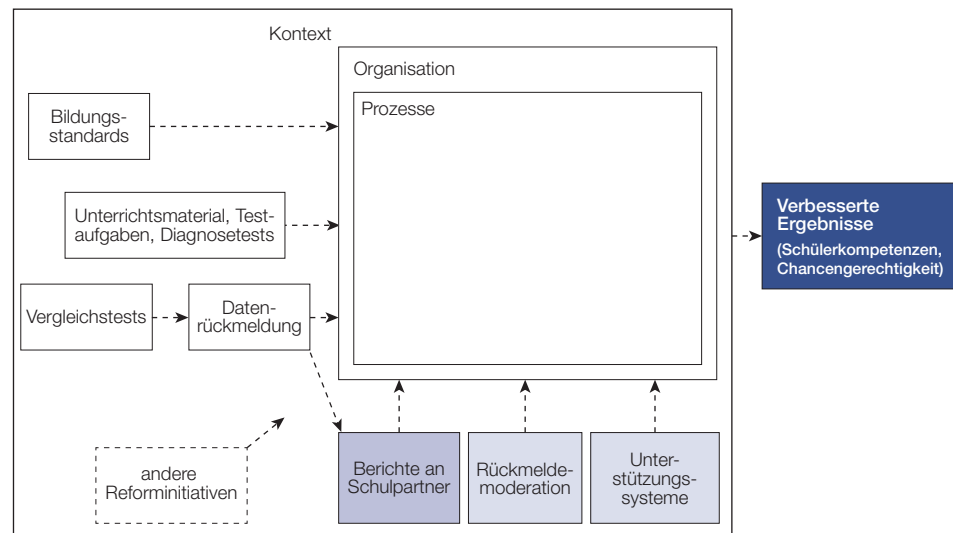 Kontext
Organisation
Prozesse
Bildungs-
standards
Unterrichtsmaterial, Test-
aufgaben, Diagnosetests
Vergleichstests
Daten-
rückmeldung
andere
Reforminitiativen
Berichte an
Schulpartner
Rückmelde-
moderation
Unter-
stützungs-
systeme
Verbesserte
Ergebnisse
(Schülerkompetenzen,
Chancengerechtigkeit)